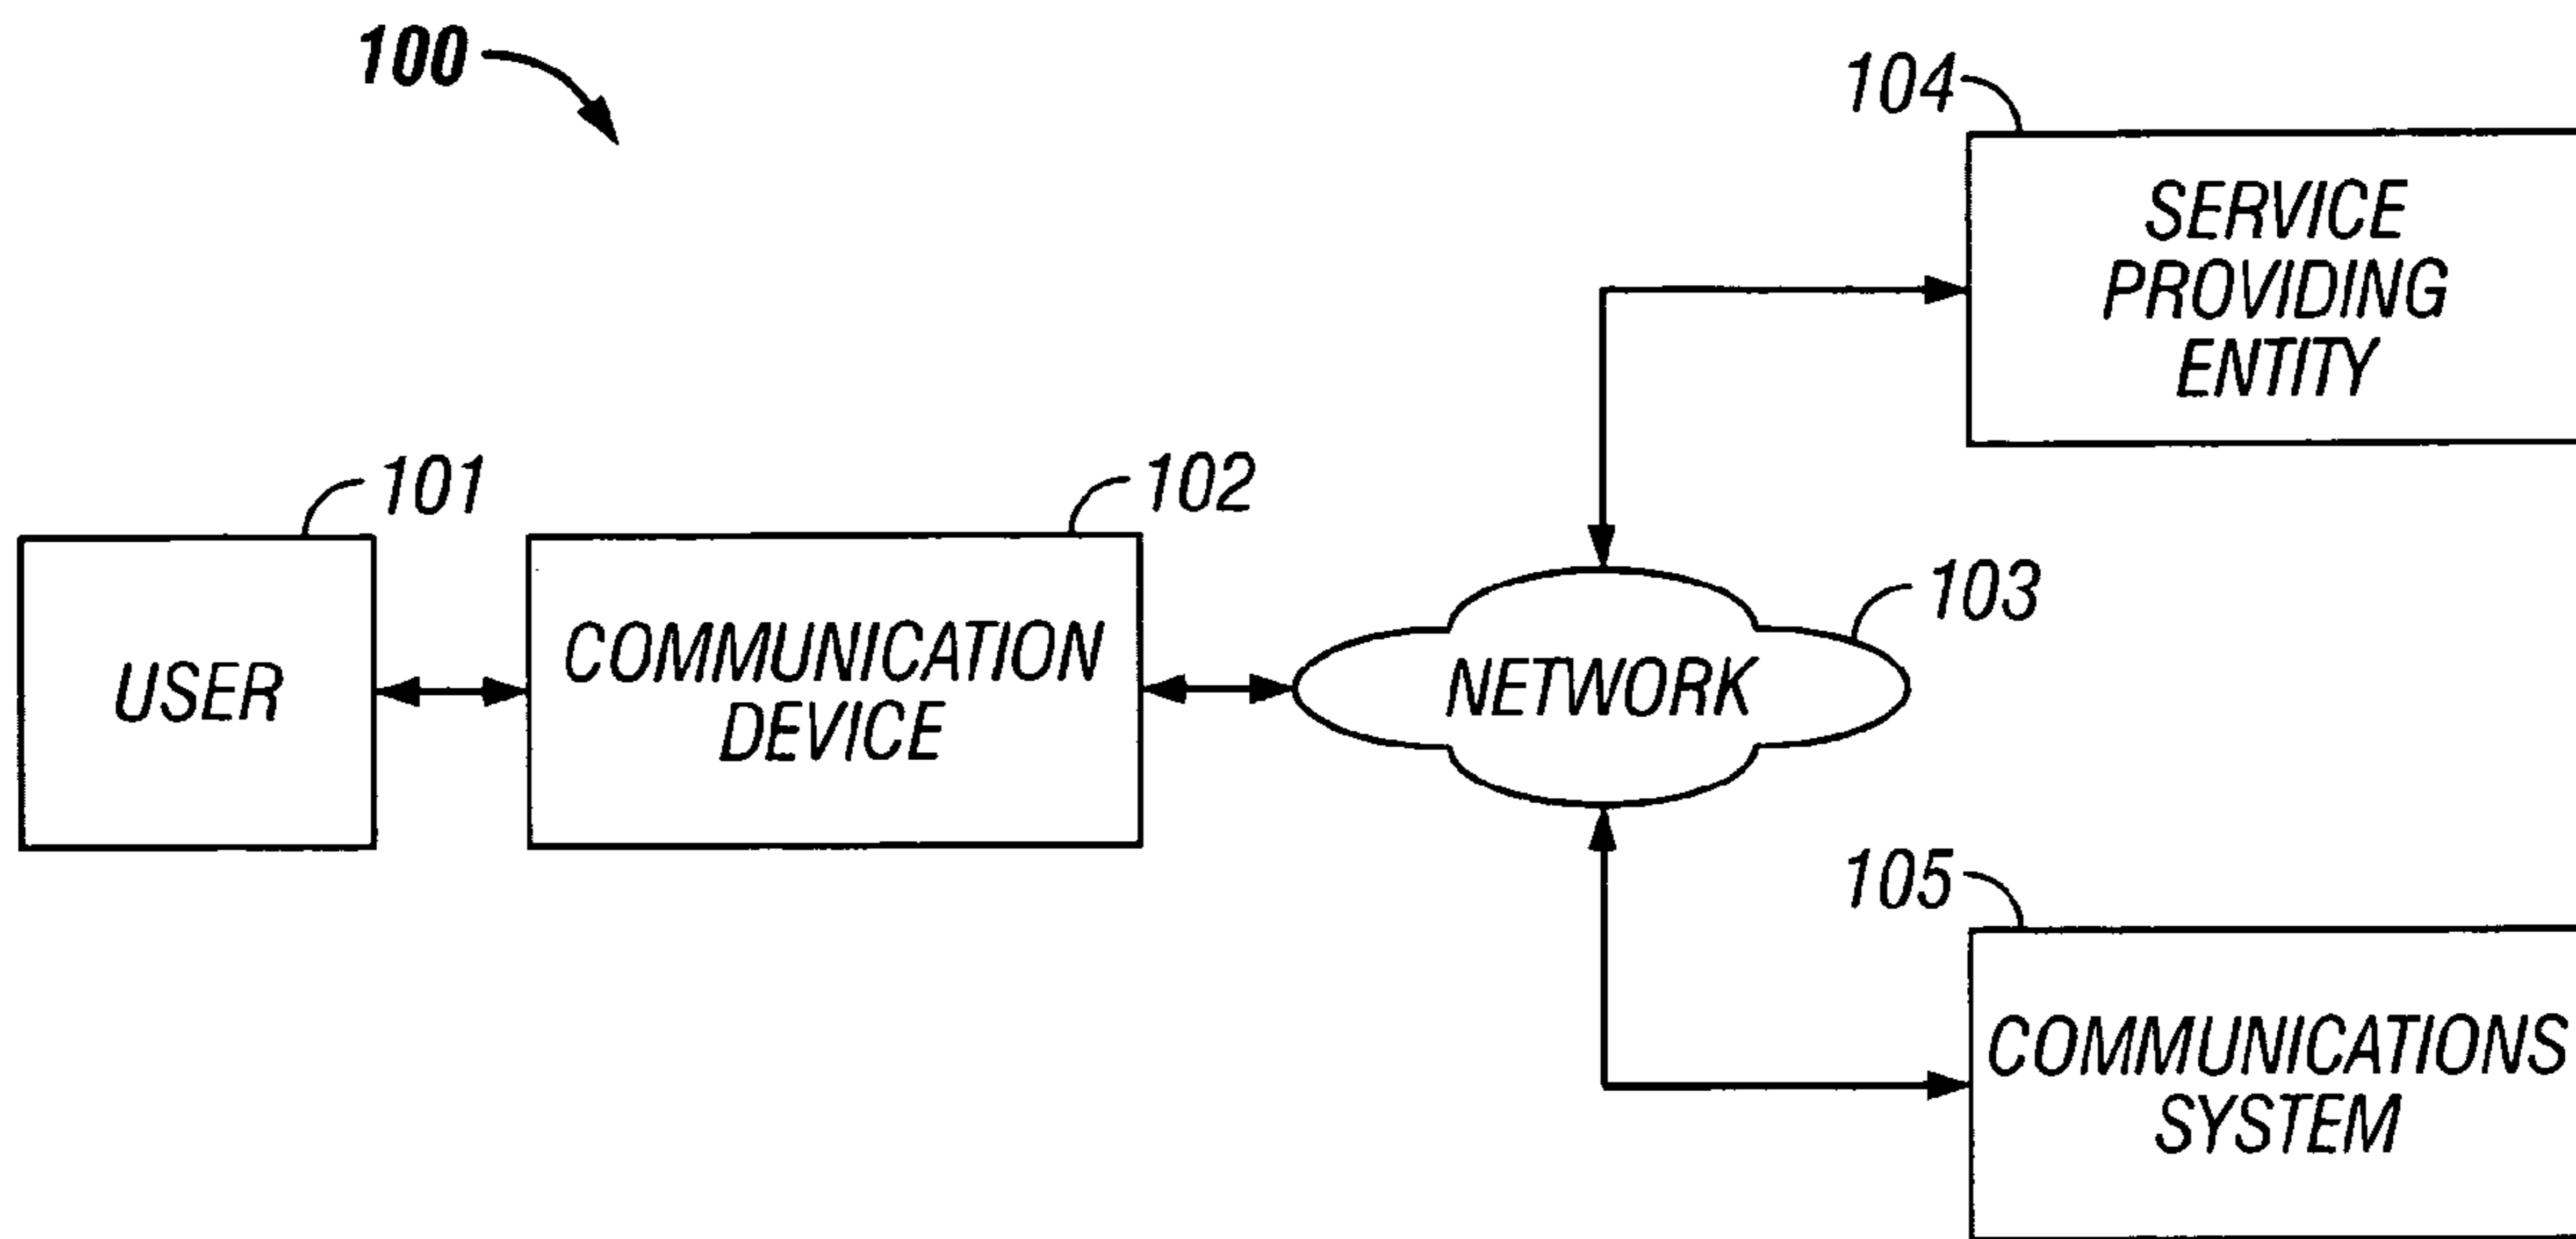 100
104
SERVICE
PROVIDING
ENTITY
101
102
USER
COMMUNICATION
DEVICE
103
NETWORK
105
COMMUNICATIONS
SYSTEM